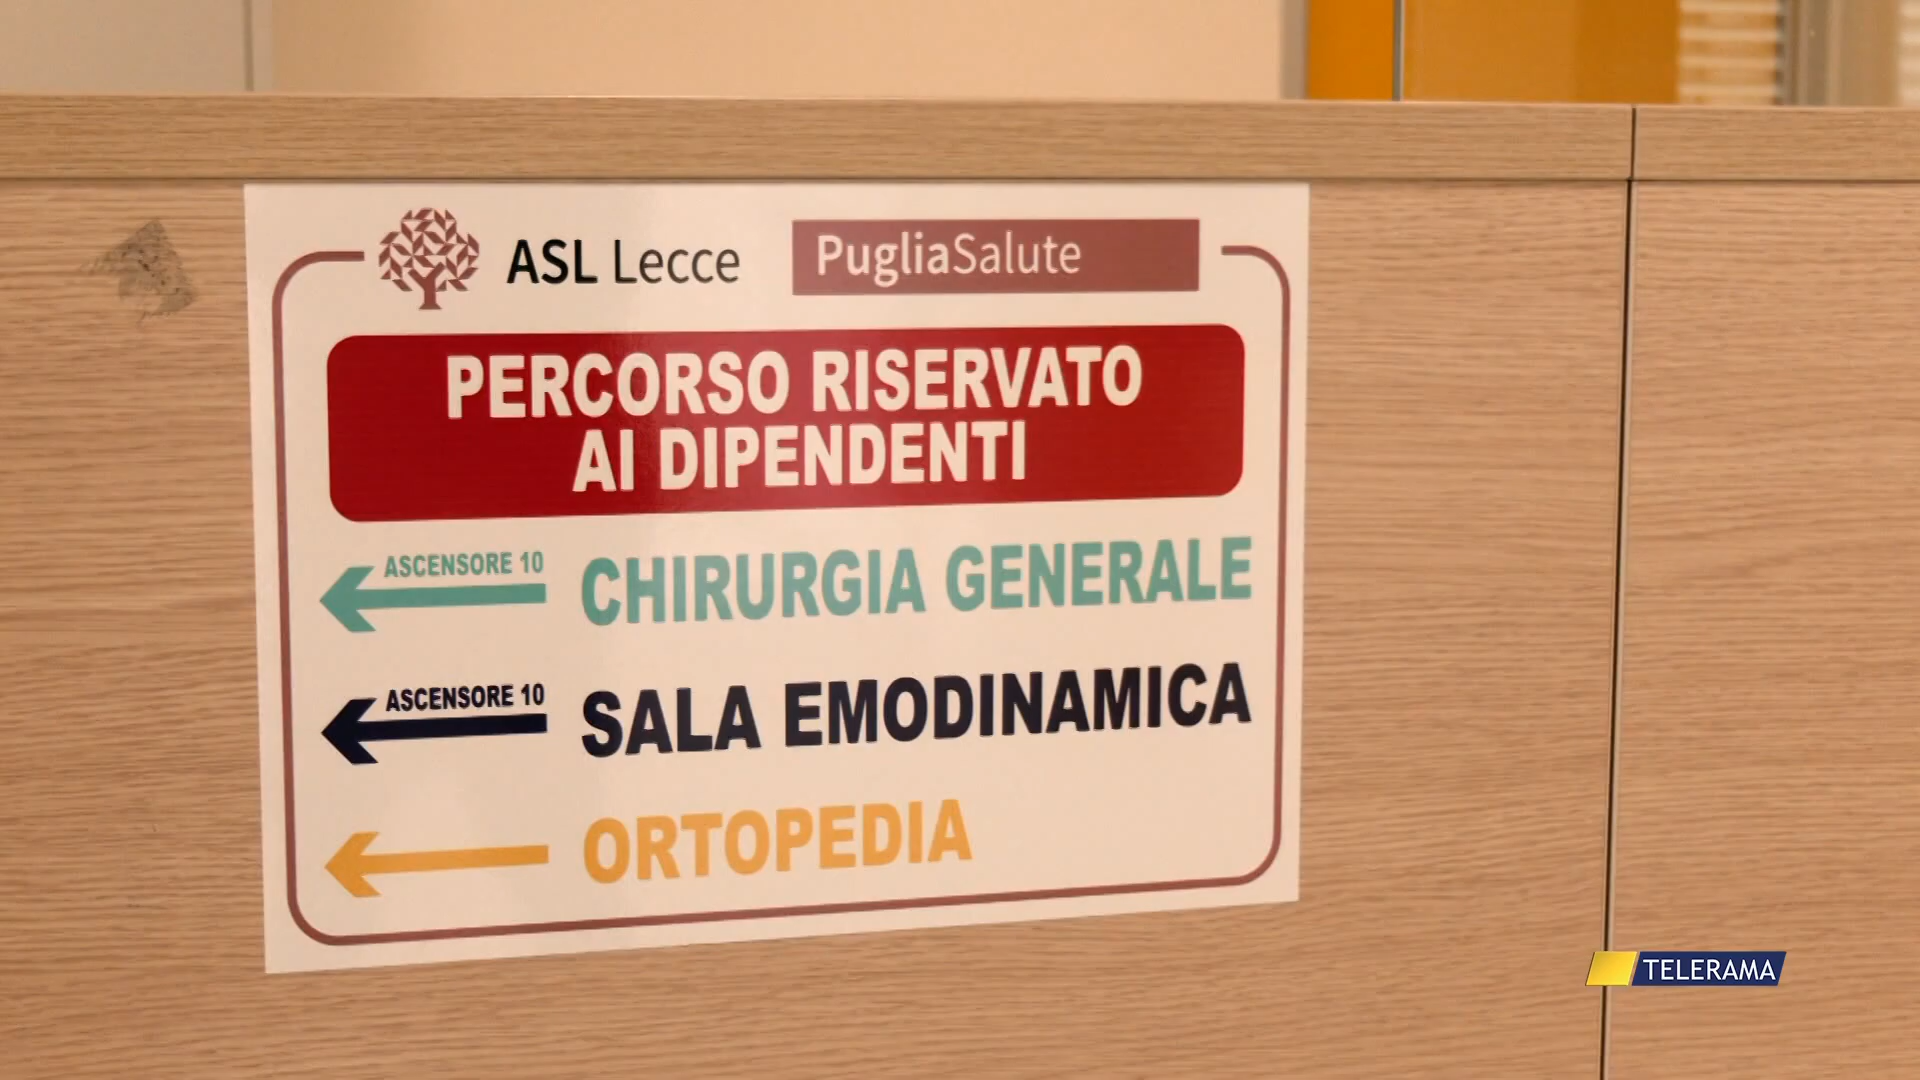 ASL Lecce
PugliaSalute
PERCORSO RISERVATO
AI DIPENDENTI
ASCENSORE 10
CHIRURGIA GENERALE
ASCENSORE 10
SALA EMODINAMICA
ORTOPEDIA
TELERAMA